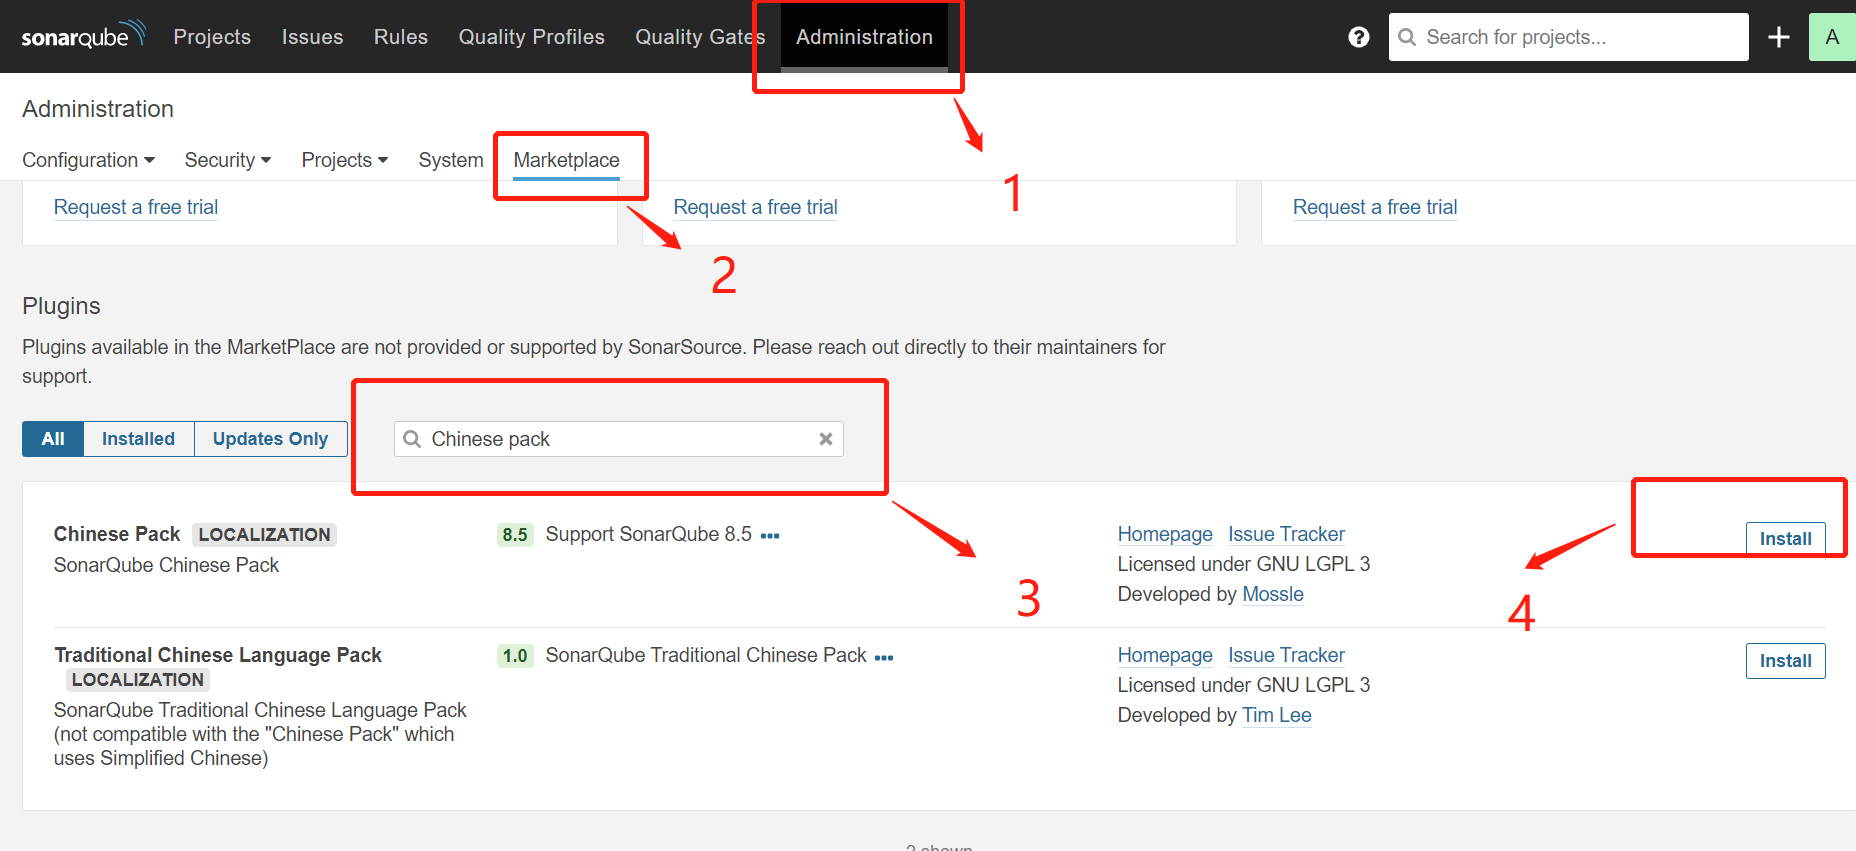 sonarqube Projects Issues Rules Quality Profiles Quality Gates Administration ? Search for projects... A
Administration
Configuration Security Projects System Marketplace
1
Request a free trial Request a free trial Request a free trial
2
Plugins
Plugins available in the MarketPlace are not provided or supported by SonarSource. Please reach out directly to their maintainers for
support.
All Installed Updates Only Chinese pack
Chinese Pack LOCALIZATION 8.5 Support SonarQube 8.5 ... Homepage Issue Tracker Install
SonarQube Chinese Pack Licensed under GNU LGPL 3
Developed by Mossle
3 4
Traditional Chinese Language Pack 1.0 SonarQube Traditional Chinese Pack ... Homepage Issue Tracker Install
LOCALIZATION Licensed under GNU LGPL 3
SonarQube Traditional Chinese Language Pack Developed by Tim Lee
(not compatible with the "Chinese Pack" which
uses Simplified Chinese)
2 shown